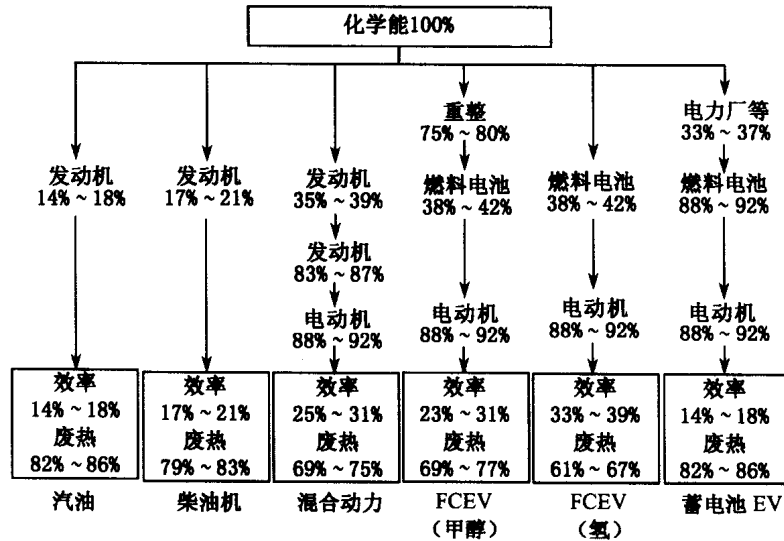 化学能100%
重整
75%~80%
电力厂等
33%~37%
发动机
14%~18%
发动机
17%~21%
发动机
35%~39%
燃料电池
38%~42%
燃料电池
38%~42%
燃料电池
88%~92%
发动机
83%~87%
电动机
88%~92%
电动机
88%~92%
电动机
88%~92%
电动机
88%~92%
效率
14%~18%
废热
82%~86%
效率
17%~21%
废热
79%~83%
效率
25%~31%
废热
69%~75%
效率
23%~31%
废热
69%~77%
效率
33%~39%
废热
61%~67%
效率
14%~18%
废热
82%~86%
汽油
柴油机
混合动力
FCEV
（甲醇）
FCEV
（氢）
蓄电池 EV